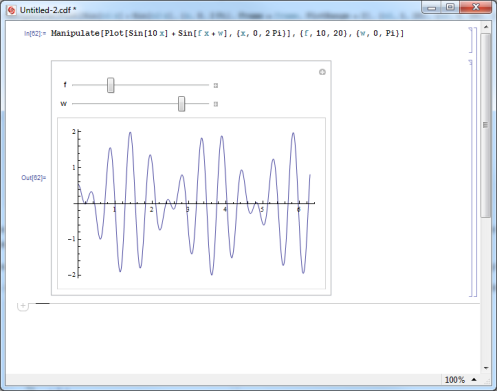 Untitled-2.cdf *
In[62]:= Manipulate[Plot[Sin[10 x] + Sin[f x + w], {x, 0, 2 Pi}], {f, 10, 20}, {w, 0, Pi}]
f
w
2
1
Out[62]=
1 2 3 4 5 6
-1
-2
100%